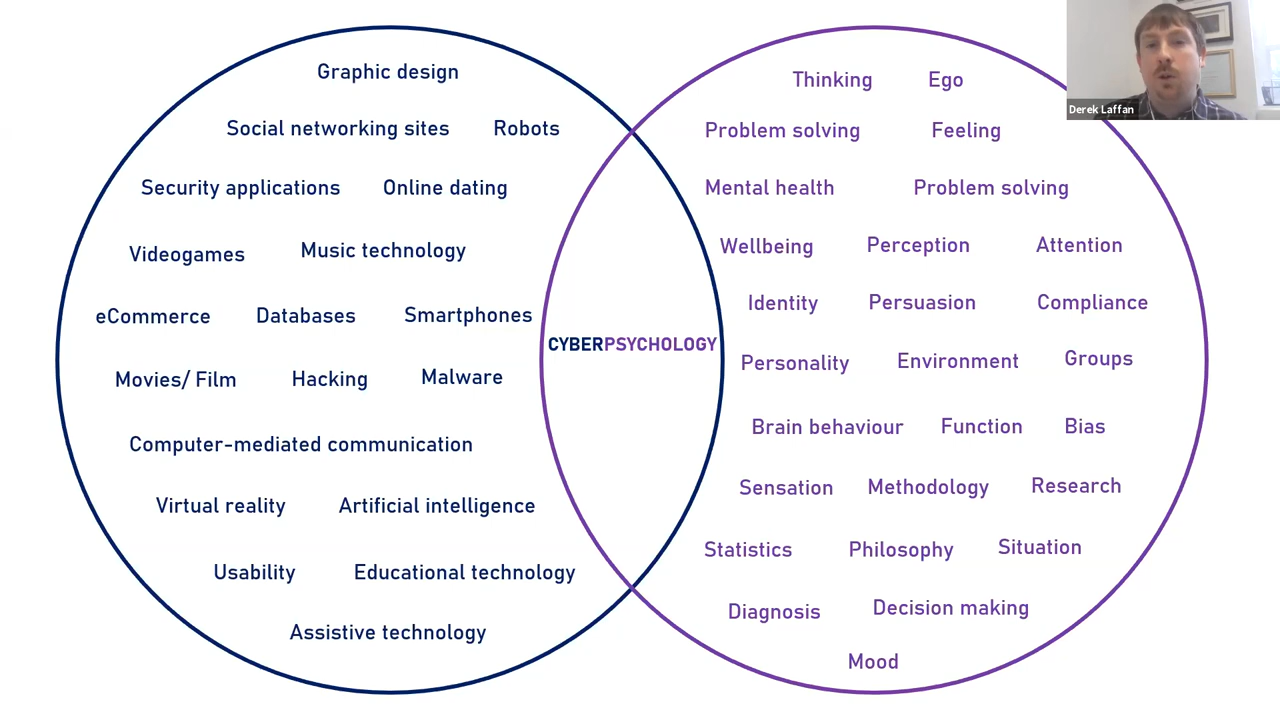 Graphic design
Social networking sites Robots
Security applications Online dating
Videogames Music technology
eCommerce Databases Smartphones
Movies/ Film Hacking Malware
Computer-mediated communication
Virtual reality Artificial intelligence
Usability Educational technology
Assistive technology
CYBERPSYCHOLOGY
Thinking Ego
Problem solving Feeling
Mental health Problem solving
Wellbeing Perception Attention
Identity Persuasion Compliance
Personality Environment Groups
Brain behaviour Function Bias
Sensation Methodology Research
Statistics Philosophy Situation
Diagnosis Decision making
Mood
Derek Laffan